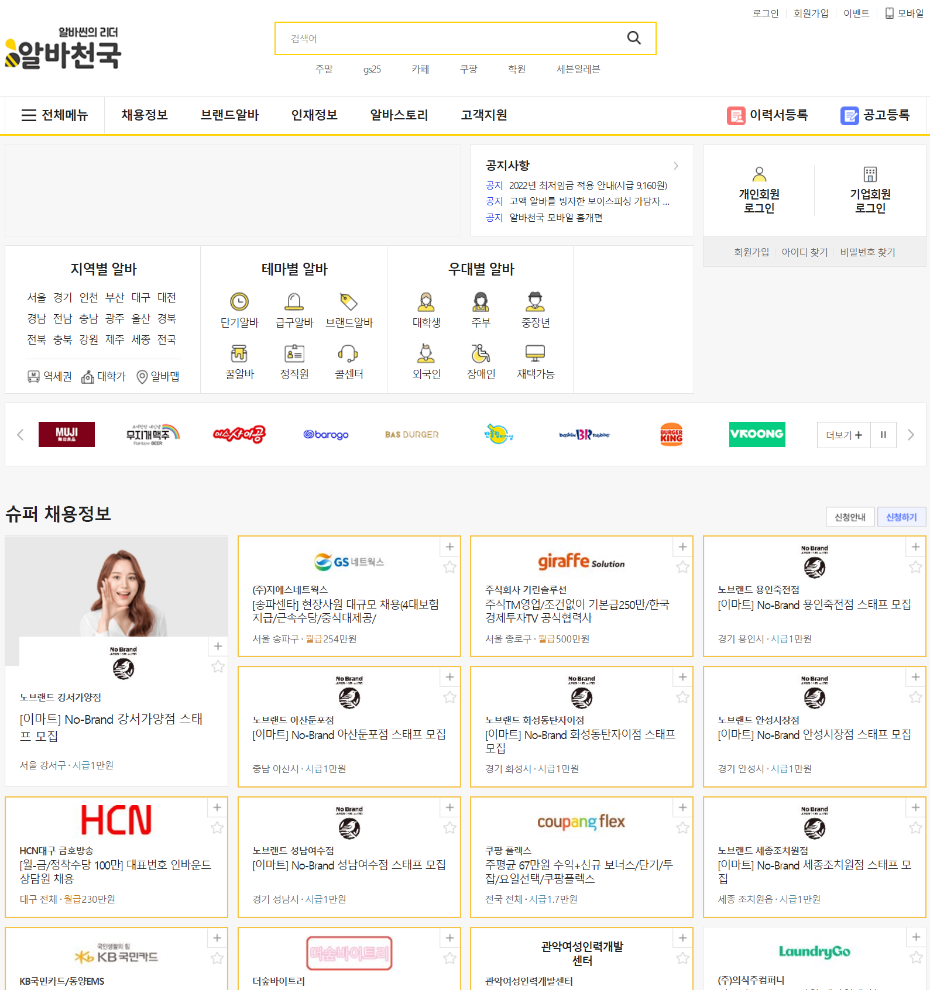 로그인 회원가입 이벤트 모바일
알바씬의 리더
알바천국
검색어
주말 gs25 카페 쿠팡 학원 세븐일레븐
전체메뉴 채용정보 브랜드알바 인재정보 알바스토리 고객지원 이력서등록 공고등록
공지사항
공지 2022년 최저임금 적용 안내(시급 9,160원)
공지 고액 알바를 빙자한 보이스피싱 가담자 ...
공지 알바천국 모바일 홈개편
개인회원 로그인
기업회원 로그인
회원가입 아이디 찾기 비밀번호 찾기
지역별 알바
서울 경기 인천 부산 대구 대전
경남 전남 충남 광주 울산 경북
전북 충북 강원 제주 세종 전국
역세권 대학가 알바맵
테마별 알바
단기알바 급구알바 브랜드알바
꿀알바 정직원 콜센터
우대별 알바
대학생 주부 중장년
외국인 장애인 재택가능
MUJI 무지개맥주 barogo BAS BURGER BR BURGER KING VROONG 더보기 +
슈퍼 채용정보
신청안내 신청하기
No Brand
노브랜드 강서가양점
[이마트] No-Brand 강서가양점 스태
프 모집
서울 강서구 · 시급1만원
GS네트웍스
(주)지에스네트웍스
[송파센타] 현장사원 대규모 채용(4대보험
지급/근속수당/중식대제공/
서울 송파구 · 월급254만원
giraffe Solution
주식회사 기린솔루션
주식TM영업/조건없이 기본급250만/한국
경제투자TV 공식협력사
서울 종로구 · 월급500만원
No Brand
노브랜드 용인죽전점
[이마트] No-Brand 용인죽전점 스태프 모집
경기 용인시 · 시급1만원
No Brand
노브랜드 아산둔포점
[이마트] No-Brand 아산둔포점 스태프 모집
충남 아산시 · 시급1만원
No Brand
노브랜드 화성동탄자이점
[이마트] No-Brand 화성동탄자이점 스태프
모집
경기 화성시 · 시급1만원
No Brand
노브랜드 안성시장점
[이마트] No-Brand 안성시장점 스태프 모집
경기 안성시 · 시급1만원
HCN
HCN대구 금호방송
[월-금/정착수당 100만] 대표번호 인바운드
상담원 채용
대구 전체 · 월급230만원
No Brand
노브랜드 성남여수점
[이마트] No-Brand 성남여수점 스태프 모집
경기 성남시 · 시급1만원
coupang flex
쿠팡 플렉스
주평균 67만원 수익+신규 보너스/단기/투
잡/요일선택/쿠팡플렉스
전국 전체 · 시급1.7만원
No Brand
노브랜드 세종조치원점
[이마트] No-Brand 세종조치원점 스태프 모
집
세종 조치원읍 · 시급1만원
국민생활의 힘
KB국민카드
KB국민카드/동양EMS
더숲바이트리
더숲바이트리
관악여성인력개발
센터
관악여성인력개발센터
LaundryGo
(주)의식주컴퍼니